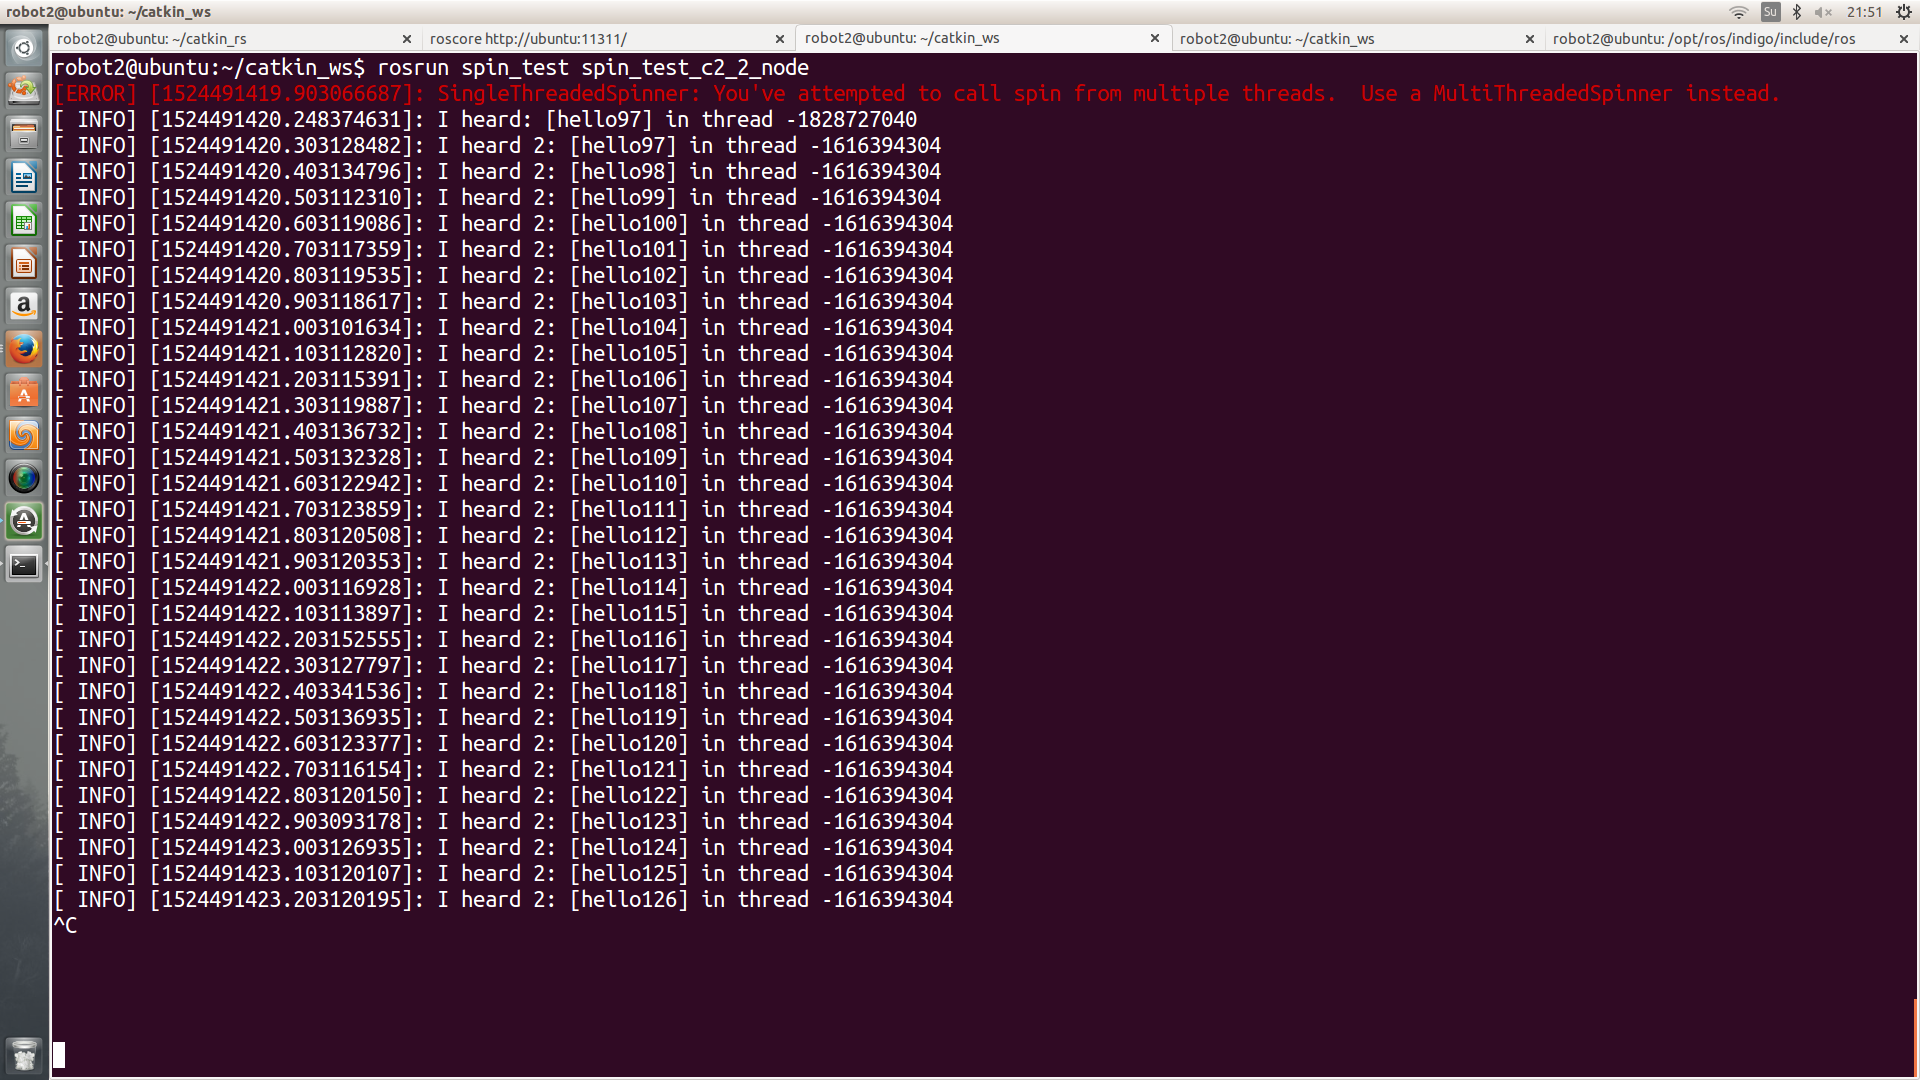 robot2@ubuntu: ~/catkin_ws
Su
21:51
robot2@ubuntu: ~/catkin_rs × roscore http://ubuntu:11311/ × robot2@ubuntu: ~/catkin_ws × robot2@ubuntu: ~/catkin_ws × robot2@ubuntu: /opt/ros/indigo/include/ros ×
robot2@ubuntu:~/catkin_ws$ rosrun spin_test spin_test_c2_2_node
[ERROR] [1524491419.903066687]: SingleThreadedSpinner: You've attempted to call spin from multiple threads.  Use a MultiThreadedSpinner instead.
[ INFO] [1524491420.248374631]: I heard: [hello97] in thread -1828727040
[ INFO] [1524491420.303128482]: I heard 2: [hello97] in thread -1616394304
[ INFO] [1524491420.403134796]: I heard 2: [hello98] in thread -1616394304
[ INFO] [1524491420.503112310]: I heard 2: [hello99] in thread -1616394304
[ INFO] [1524491420.603119086]: I heard 2: [hello100] in thread -1616394304
[ INFO] [1524491420.703117359]: I heard 2: [hello101] in thread -1616394304
[ INFO] [1524491420.803119535]: I heard 2: [hello102] in thread -1616394304
[ INFO] [1524491420.903118617]: I heard 2: [hello103] in thread -1616394304
[ INFO] [1524491421.003101634]: I heard 2: [hello104] in thread -1616394304
[ INFO] [1524491421.103112820]: I heard 2: [hello105] in thread -1616394304
[ INFO] [1524491421.203115391]: I heard 2: [hello106] in thread -1616394304
[ INFO] [1524491421.303119887]: I heard 2: [hello107] in thread -1616394304
[ INFO] [1524491421.403136732]: I heard 2: [hello108] in thread -1616394304
[ INFO] [1524491421.503132328]: I heard 2: [hello109] in thread -1616394304
[ INFO] [1524491421.603122942]: I heard 2: [hello110] in thread -1616394304
[ INFO] [1524491421.703123859]: I heard 2: [hello111] in thread -1616394304
[ INFO] [1524491421.803120508]: I heard 2: [hello112] in thread -1616394304
[ INFO] [1524491421.903120353]: I heard 2: [hello113] in thread -1616394304
[ INFO] [1524491422.003116928]: I heard 2: [hello114] in thread -1616394304
[ INFO] [1524491422.103113897]: I heard 2: [hello115] in thread -1616394304
[ INFO] [1524491422.203152555]: I heard 2: [hello116] in thread -1616394304
[ INFO] [1524491422.303127797]: I heard 2: [hello117] in thread -1616394304
[ INFO] [1524491422.403341536]: I heard 2: [hello118] in thread -1616394304
[ INFO] [1524491422.503136935]: I heard 2: [hello119] in thread -1616394304
[ INFO] [1524491422.603123377]: I heard 2: [hello120] in thread -1616394304
[ INFO] [1524491422.703116154]: I heard 2: [hello121] in thread -1616394304
[ INFO] [1524491422.803120150]: I heard 2: [hello122] in thread -1616394304
[ INFO] [1524491422.903093178]: I heard 2: [hello123] in thread -1616394304
[ INFO] [1524491423.003126935]: I heard 2: [hello124] in thread -1616394304
[ INFO] [1524491423.103120107]: I heard 2: [hello125] in thread -1616394304
[ INFO] [1524491423.203120195]: I heard 2: [hello126] in thread -1616394304
^C